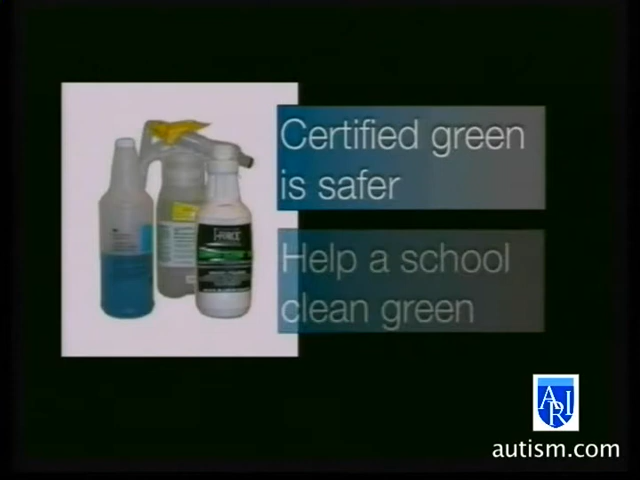 Certified green
is safer
Help a school
clean green
ARI
autism.com